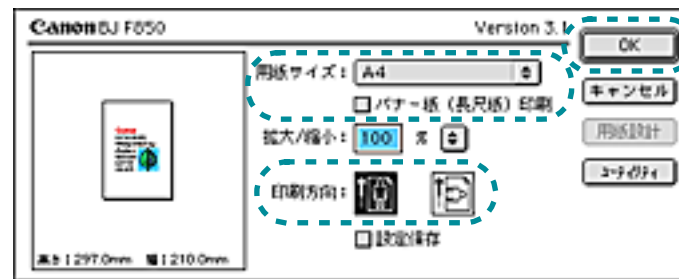 Canon BJ F850
Version 3.1
OK
用紙サイズ： A4
キャンセル
バナー紙（長尺紙）印刷
用紙設計
拡大/縮小： 100 %
ユーティリティ
印刷方向：
設定保存
高さ：297.0mm 幅：210.0mm